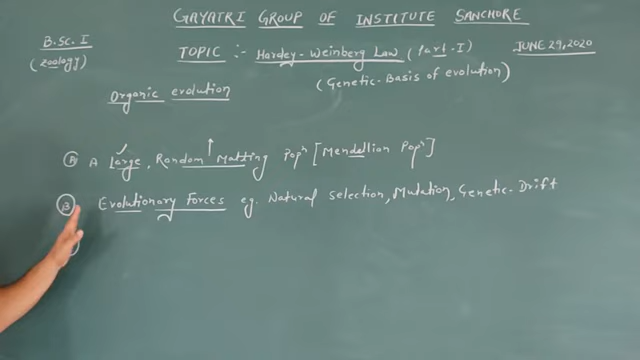 GAYATRI GROUP OF INSTITUTE SANCHORE
B.Sc. I
(Zoology)
TOPIC :- Hardey-Weinberg Law (Part-I)
JUNE 29, 2020
(Genetic-Basis of evolution)
Organic evolution
(A) A Large, Random Matting Popⁿ [Mendellian Popⁿ]
(B) Evolutionary Forces eg. Natural Selection, Mutation, Genetic-Drift